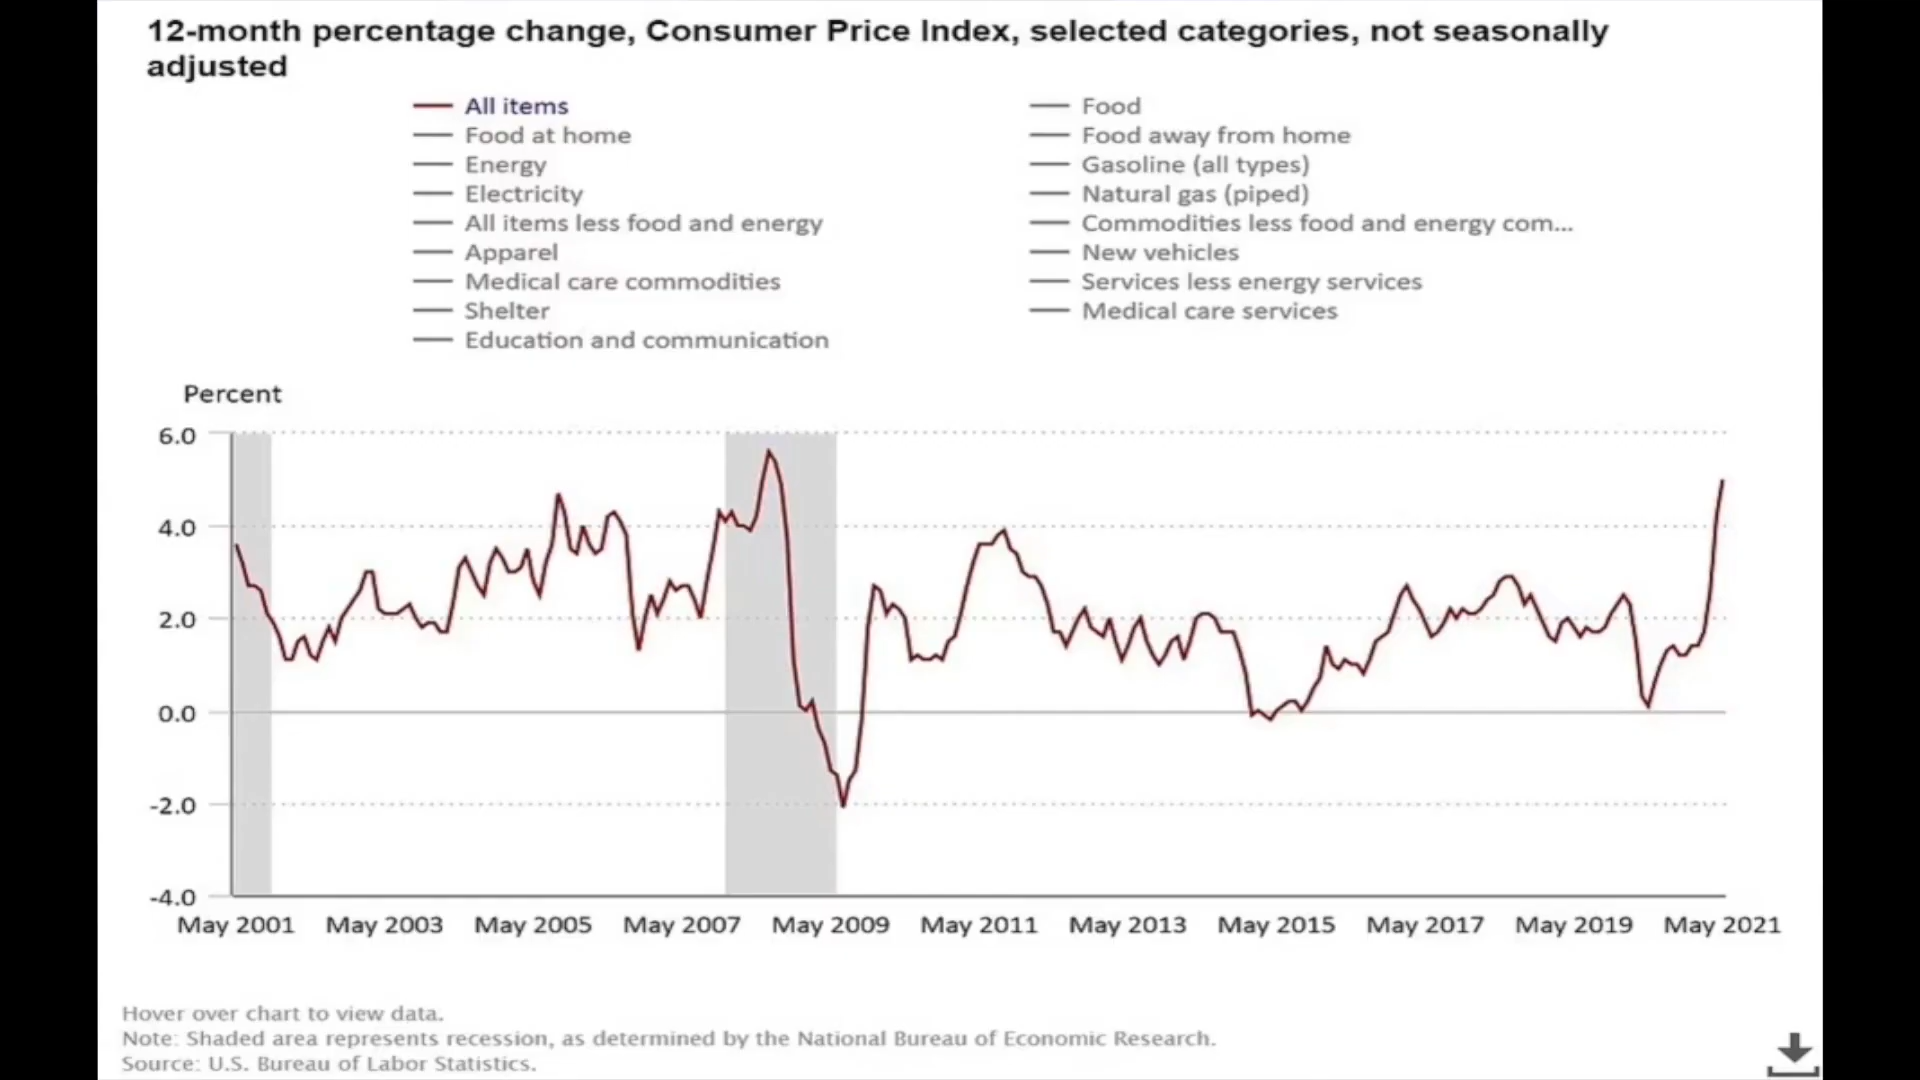 12-month percentage change, Consumer Price Index, selected categories, not seasonally
adjusted
All items
Food
Food at home
Food away from home
Energy
Gasoline (all types)
Electricity
Natural gas (piped)
All items less food and energy
Commodities less food and energy com...
Apparel
New vehicles
Medical care commodities
Services less energy services
Shelter
Medical care services
Education and communication
Percent
6.0
4.0
2.0
0.0
-2.0
-4.0
May 2001 May 2003 May 2005 May 2007 May 2009 May 2011 May 2013 May 2015 May 2017 May 2019 May 2021
Hover over chart to view data.
Note: Shaded area represents recession, as determined by the National Bureau of Economic Research.
Source: U.S. Bureau of Labor Statistics.